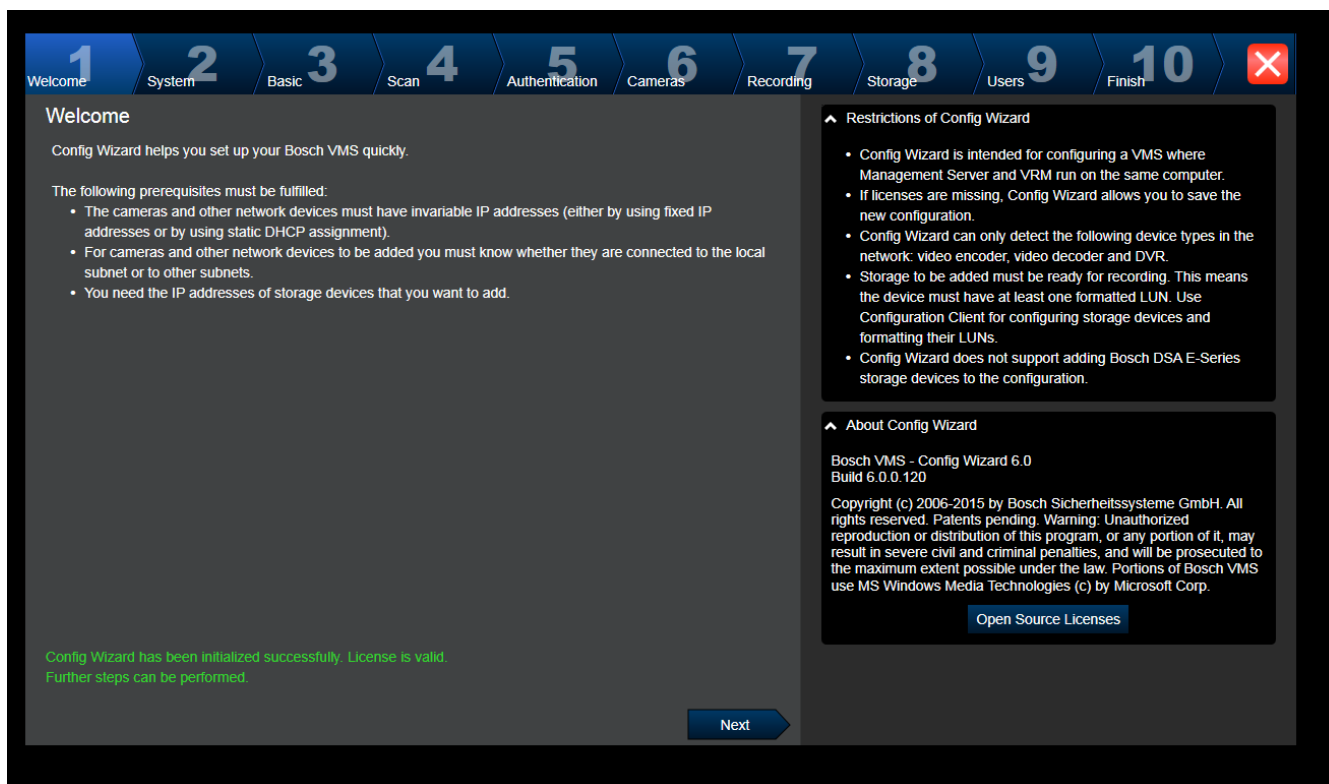 1
Welcome
2
System
3
Basic
4
Scan
5
Authentication
6
Cameras
7
Recording
8
Storage
9
Users
10
Finish
Welcome
Config Wizard helps you set up your Bosch VMS quickly.
The following prerequisites must be fulfilled:
• The cameras and other network devices must have invariable IP addresses (either by using fixed IP
addresses or by using static DHCP assignment).
• For cameras and other network devices to be added you must know whether they are connected to the local
subnet or to other subnets.
• You need the IP addresses of storage devices that you want to add.
Config Wizard has been initialized successfully. License is valid.
Further steps can be performed.
Next
Restrictions of Config Wizard
• Config Wizard is intended for configuring a VMS where
Management Server and VRM run on the same computer.
• If licenses are missing, Config Wizard allows you to save the
new configuration.
• Config Wizard can only detect the following device types in the
network: video encoder, video decoder and DVR.
• Storage to be added must be ready for recording. This means
the device must have at least one formatted LUN. Use
Configuration Client for configuring storage devices and
formatting their LUNs.
• Config Wizard does not support adding Bosch DSA E-Series
storage devices to the configuration.
About Config Wizard
Bosch VMS - Config Wizard 6.0
Build 6.0.0.120
Copyright (c) 2006-2015 by Bosch Sicherheitssysteme GmbH. All
rights reserved. Patents pending. Warning: Unauthorized
reproduction or distribution of this program, or any portion of it, may
result in severe civil and criminal penalties, and will be prosecuted to
the maximum extent possible under the law. Portions of Bosch VMS
use MS Windows Media Technologies (c) by Microsoft Corp.
Open Source Licenses